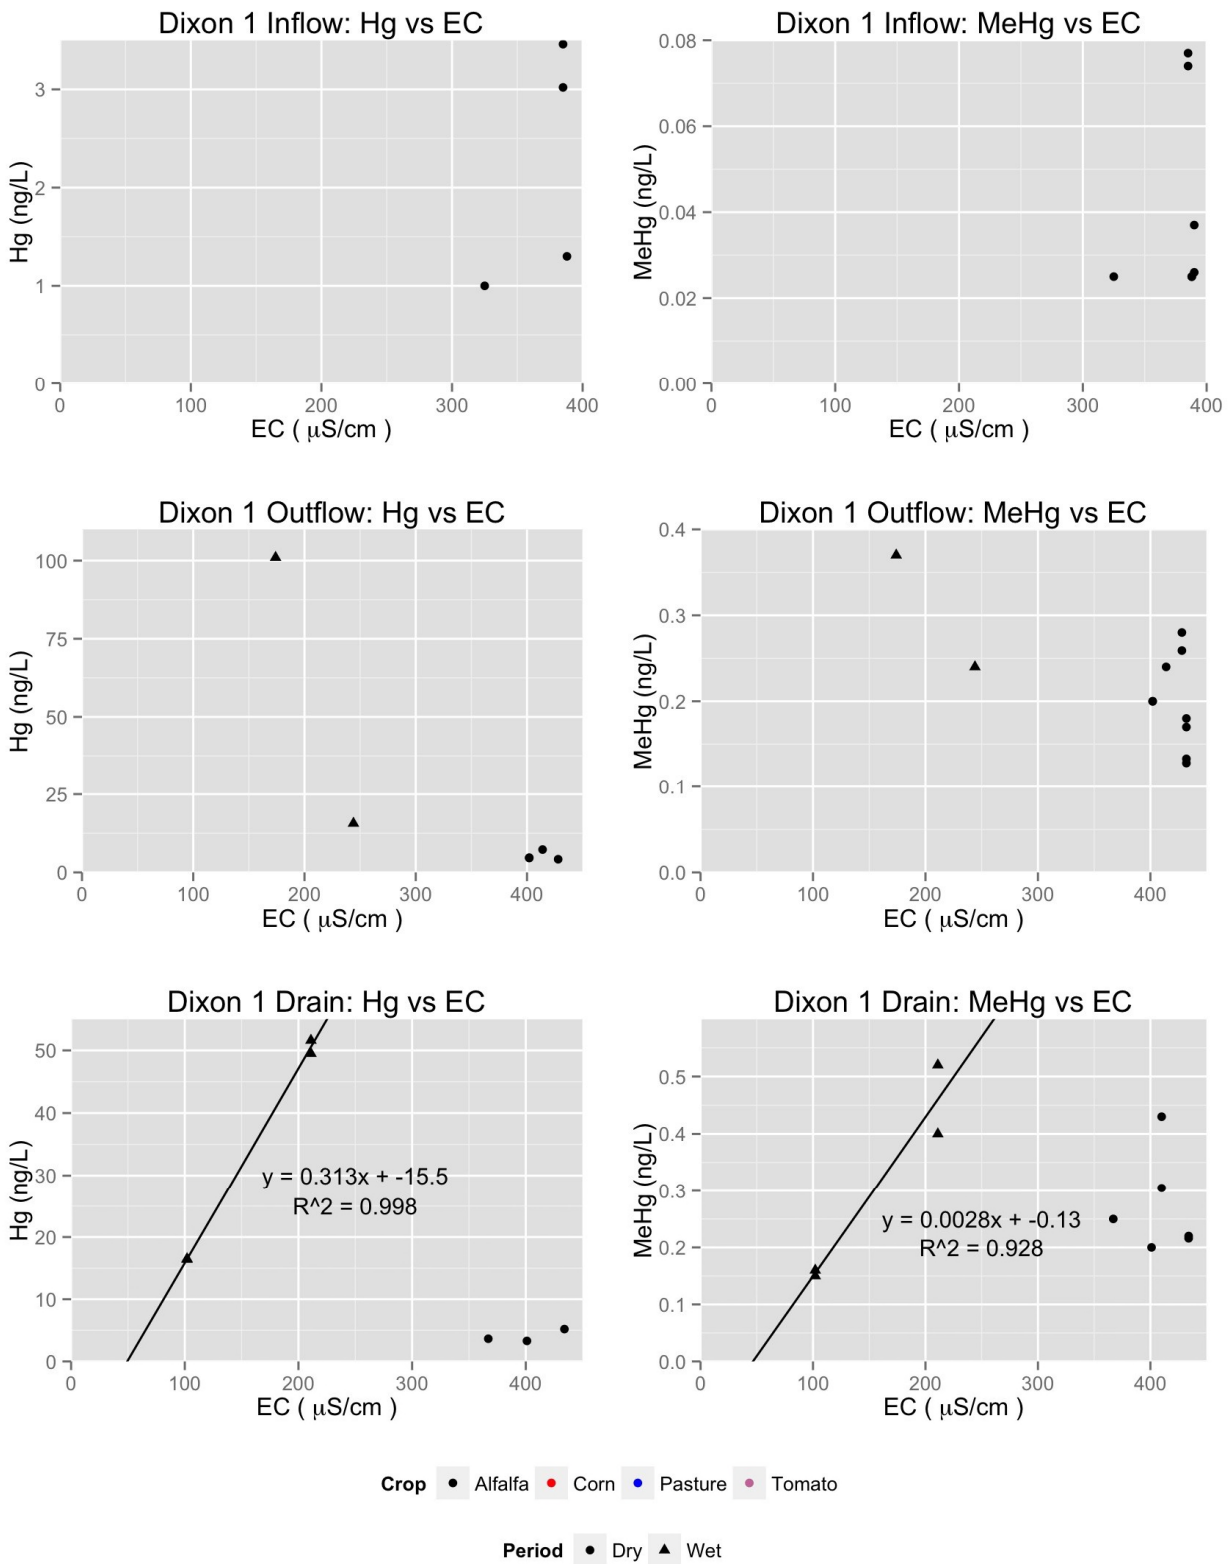 Dixon 1 Inflow: Hg vs EC
3
2
1
0
Hg (ng/L)
0 100 200 300 400
EC ( μS/cm )
Dixon 1 Inflow: MeHg vs EC
0.08
0.06
0.04
0.02
0.00
MeHg (ng/L)
0 100 200 300 400
EC ( μS/cm )
Dixon 1 Outflow: Hg vs EC
100
75
50
25
0
Hg (ng/L)
0 100 200 300 400
EC ( μS/cm )
Dixon 1 Outflow: MeHg vs EC
0.4
0.3
0.2
0.1
0.0
MeHg (ng/L)
0 100 200 300 400
EC ( μS/cm )
Dixon 1 Drain: Hg vs EC
50
40
30
20
10
0
Hg (ng/L)
y = 0.313x + -15.5
R^2 = 0.998
0 100 200 300 400
EC ( μS/cm )
Dixon 1 Drain: MeHg vs EC
0.5
0.4
0.3
0.2
0.1
0.0
MeHg (ng/L)
y = 0.0028x + -0.13
R^2 = 0.928
0 100 200 300 400
EC ( μS/cm )
Crop Alfalfa Corn Pasture Tomato
Period Dry Wet